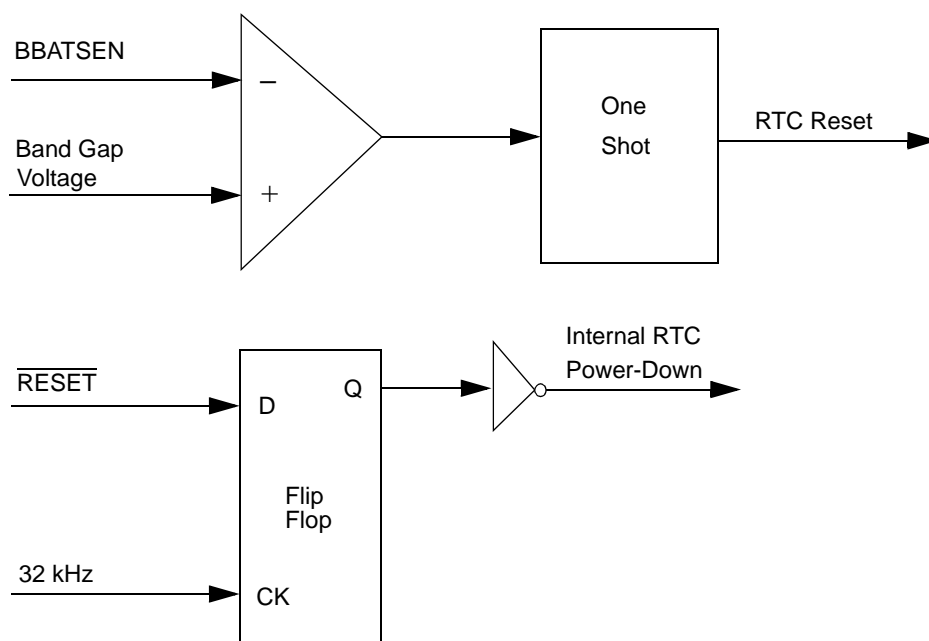 BBATSEN
−
Band Gap
Voltage
+
One
Shot
RTC Reset
RESET
D
Q
Flip
Flop
32 kHz
CK
Internal RTC
Power-Down